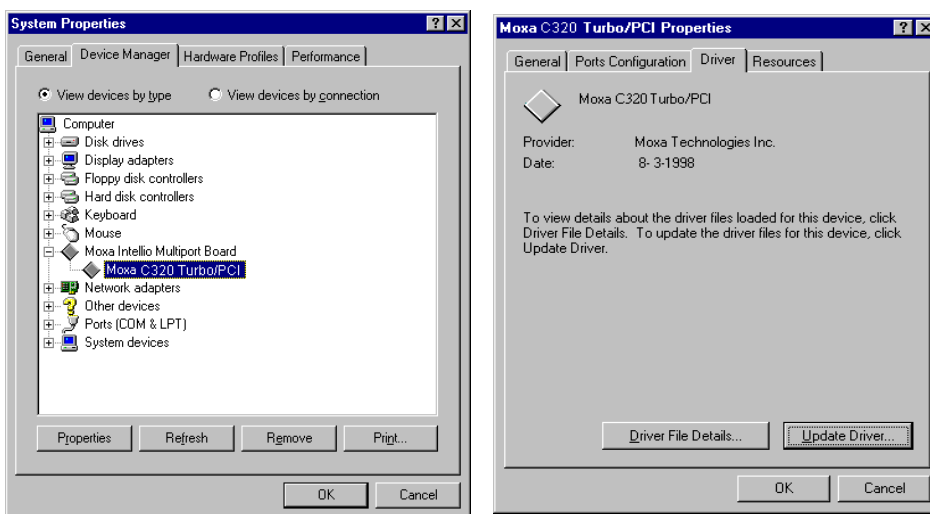 System Properties
General Device Manager Hardware Profiles Performance
View devices by type View devices by connection
Computer
Disk drives
Display adapters
Floppy disk controllers
Hard disk controllers
Keyboard
Mouse
Moxa Intellio Multiport Board
Moxa C320 Turbo/PCI
Network adapters
Other devices
Ports (COM & LPT)
System devices
Properties Refresh Remove Print...
OK Cancel
Moxa C320 Turbo/PCI Properties
General Ports Configuration Driver Resources
Moxa C320 Turbo/PCI
Provider: Moxa Technologies Inc.
Date: 8- 3-1998
To view details about the driver files loaded for this device, click
Driver File Details. To update the driver files for this device, click
Update Driver.
Driver File Details... Update Driver...
OK Cancel